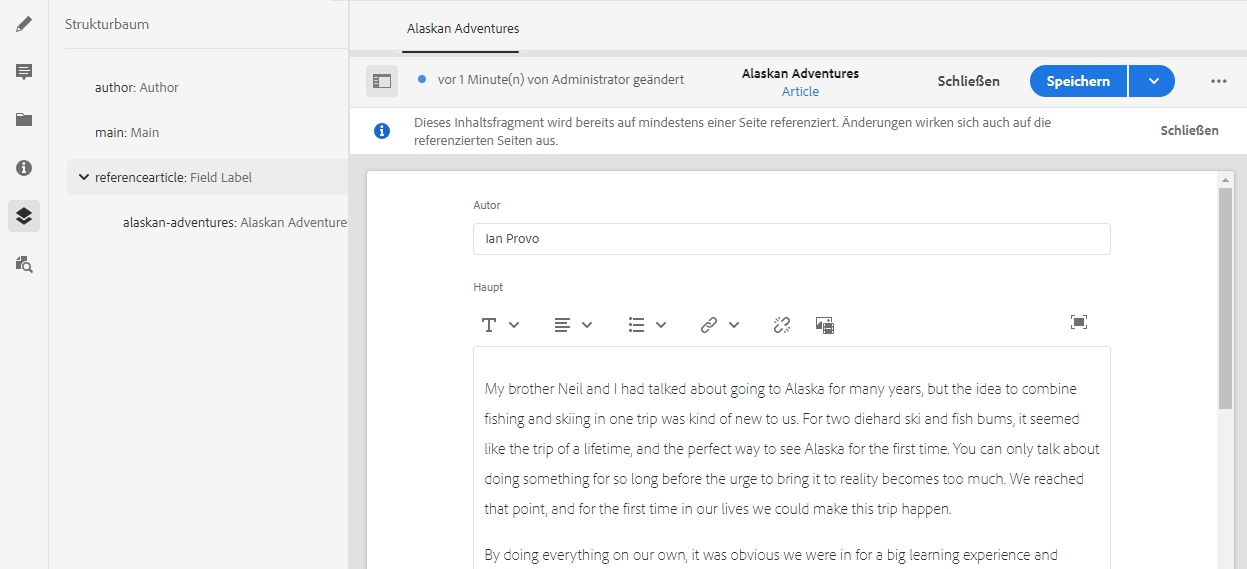 Strukturbaum
author: Author
main: Main
referencearticle: Field Label
alaskan-adventures: Alaskan Adventure
Alaskan Adventures
vor 1 Minute(n) von Administrator geändert
Alaskan Adventures
Article
Schließen
Speichern
Dieses Inhaltsfragment wird bereits auf mindestens einer Seite referenziert. Änderungen wirken sich auch auf die
referenzierten Seiten aus.
Schließen
Autor
Ian Provo
Haupt
My brother Neil and I had talked about going to Alaska for many years, but the idea to combine
fishing and skiing in one trip was kind of new to us. For two diehard ski and fish bums, it seemed
like the trip of a lifetime, and the perfect way to see Alaska for the first time. You can only talk about
doing something for so long before the urge to bring it to reality becomes too much. We reached
that point, and for the first time in our lives we could make this trip happen.
By doing everything on our own, it was obvious we were in for a big learning experience and